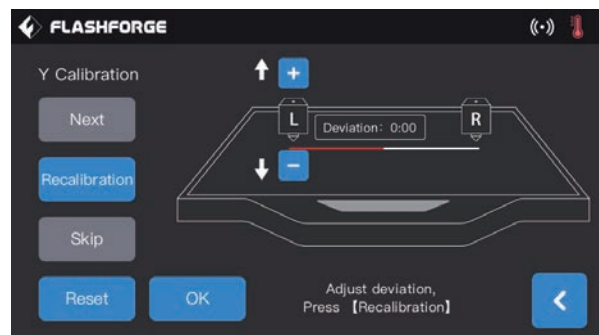 FLASHFORGE
Y Calibration
+
Next
L
Deviation: 0:00
R
Recalibration
−
Skip
Reset
OK
Adjust deviation,
Press 【Recalibration】